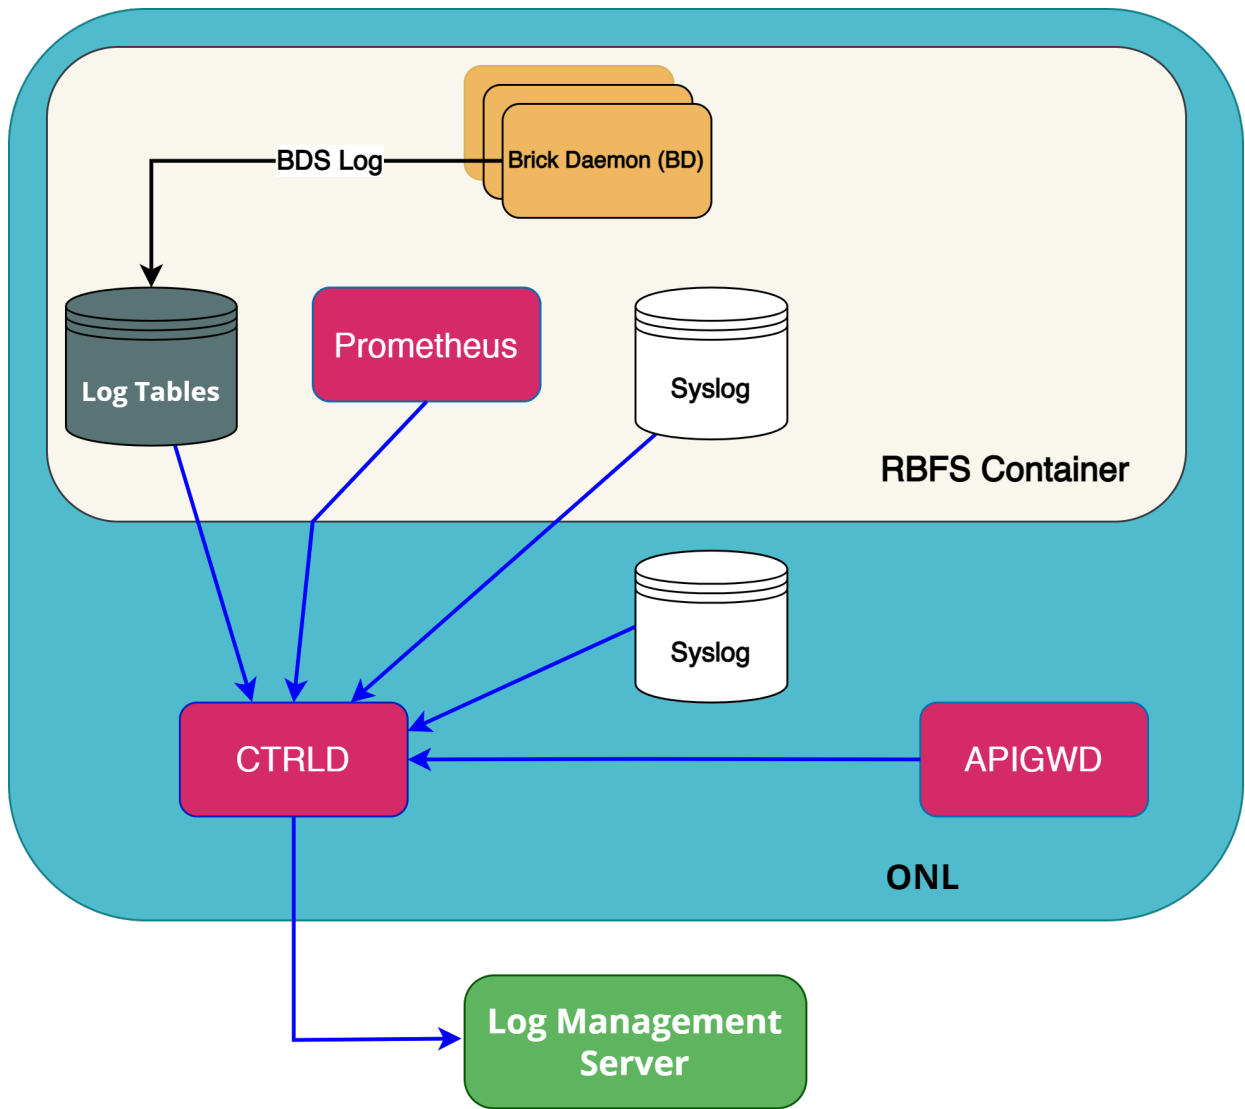 BDS Log
Brick Daemon (BD)
Log Tables
Prometheus
Syslog
RBFS Container
Syslog
CTRLD
APIGWD
ONL
Log Management
Server